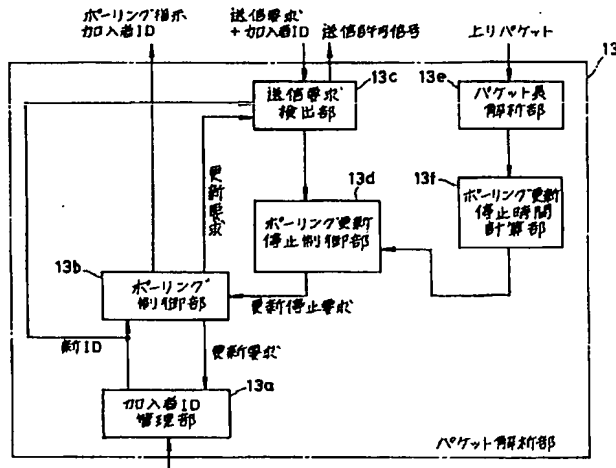 ポーリング指示
加入者ID
送信要求
+加入者ID
送信許可信号
上りパケット
13
13c
送信要求
検出部
13e
パケット長
解析部
更新要求
13d
ポーリング更新
停止制御部
13f
ポーリング更新
停止時間
計算部
13b
ポーリング
制御部
更新停止要求
新ID
更新要求
13a
加入者ID
管理部
パケット解析部